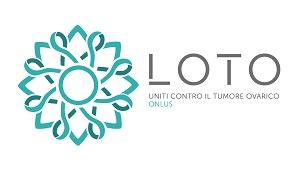 LOTO
UNITI CONTRO IL TUMORE OVARICO
ONLUS